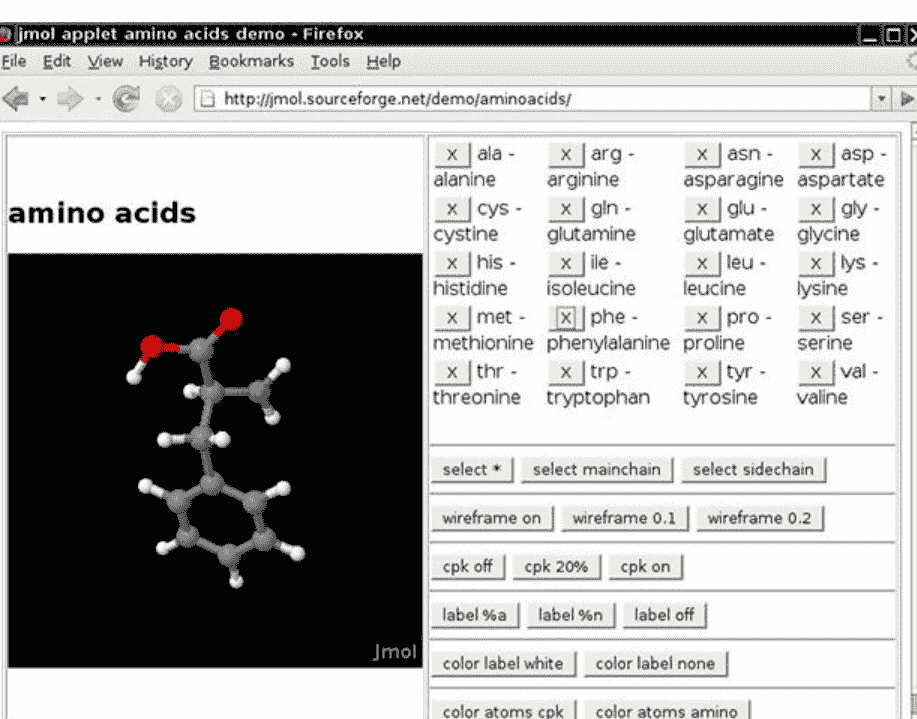 jmol applet amino acids demo - Firefox
File Edit View History Bookmarks Tools Help
http://jmol.sourceforge.net/demo/aminoacids/
amino acids
Jmol
x ala - alanine
x arg - arginine
x asn - asparagine
x asp - aspartate
x cys - cystine
x gln - glutamine
x glu - glutamate
x gly - glycine
x his - histidine
x ile - isoleucine
x leu - leucine
x lys - lysine
x met - methionine
x phe - phenylalanine
x pro - proline
x ser - serine
x thr - threonine
x trp - tryptophan
x tyr - tyrosine
x val - valine
select * select mainchain select sidechain
wireframe on wireframe 0.1 wireframe 0.2
cpk off cpk 20% cpk on
label %a label %n label off
color label white color label none
color atoms cpk color atoms amino